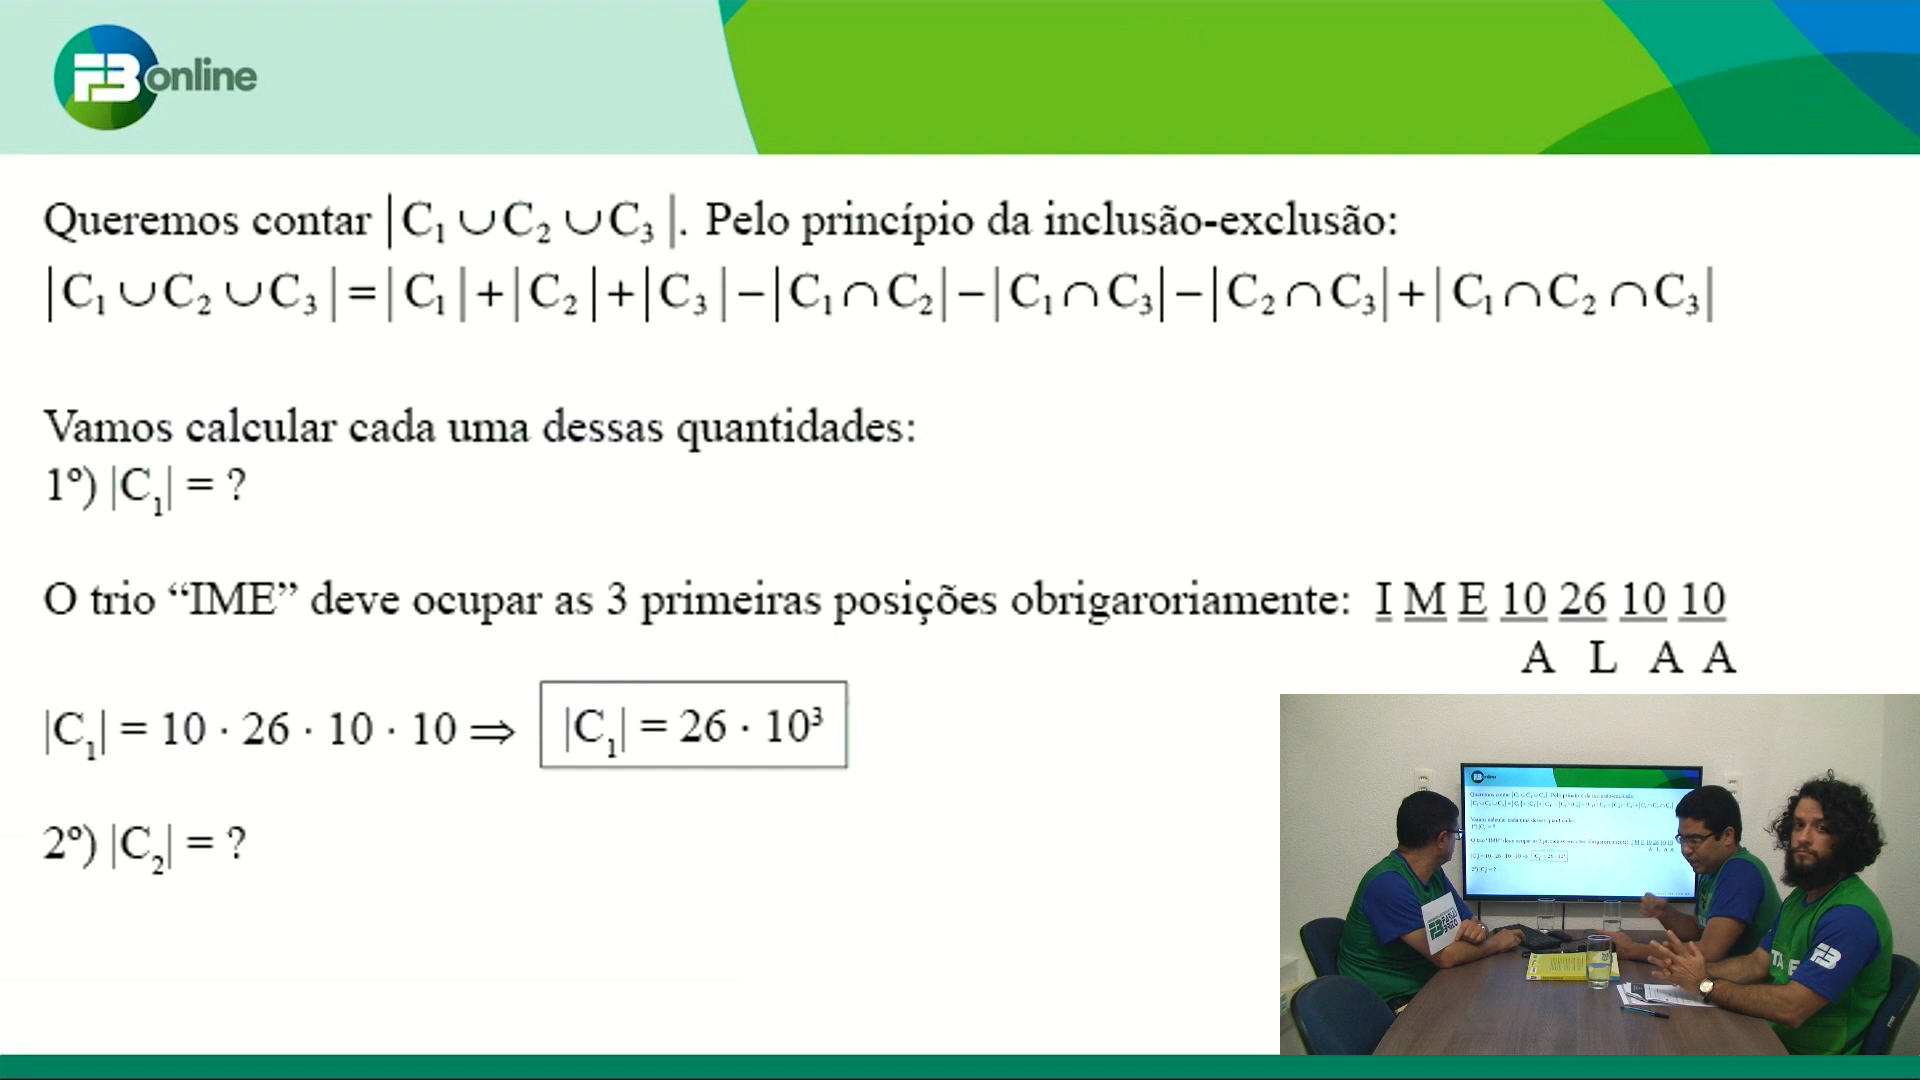 FB online
Queremos contar |C₁ ∪ C₂ ∪ C₃|. Pelo princípio da inclusão-exclusão:
|C₁ ∪ C₂ ∪ C₃| = |C₁| + |C₂| + |C₃| − |C₁ ∩ C₂| − |C₁ ∩ C₃| − |C₂ ∩ C₃| + |C₁ ∩ C₂ ∩ C₃|
Vamos calcular cada uma dessas quantidades:
1º) |C₁| = ?
O trio “IME” deve ocupar as 3 primeiras posições obrigaroriamente: I M E 10 26 10 10
A L A A
|C₁| = 10 · 26 · 10 · 10 ⇒ |C₁| = 26 · 10³
2º) |C₂| = ?